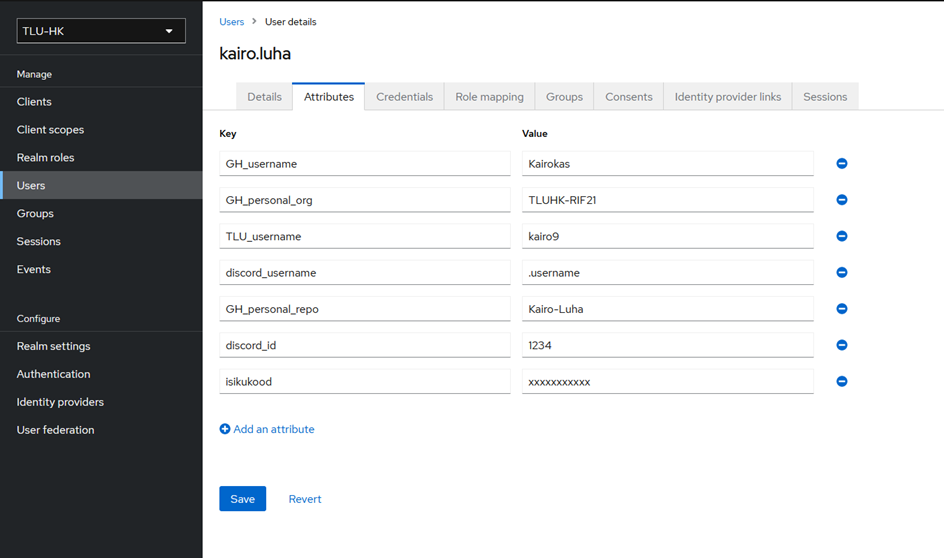 TLU-HK
Manage
Clients
Client scopes
Realm roles
Users
Groups
Sessions
Events
Configure
Realm settings
Authentication
Identity providers
User federation
Users > User details
kairo.luha
Details Attributes Credentials Role mapping Groups Consents Identity provider links Sessions
Key Value
GH_username Kairokas
GH_personal_org TLUHK-RIF21
TLU_username kairo9
discord_username .username
GH_personal_repo Kairo-Luha
discord_id 1234
isikukood xxxxxxxxxxx
Add an attribute
Save Revert